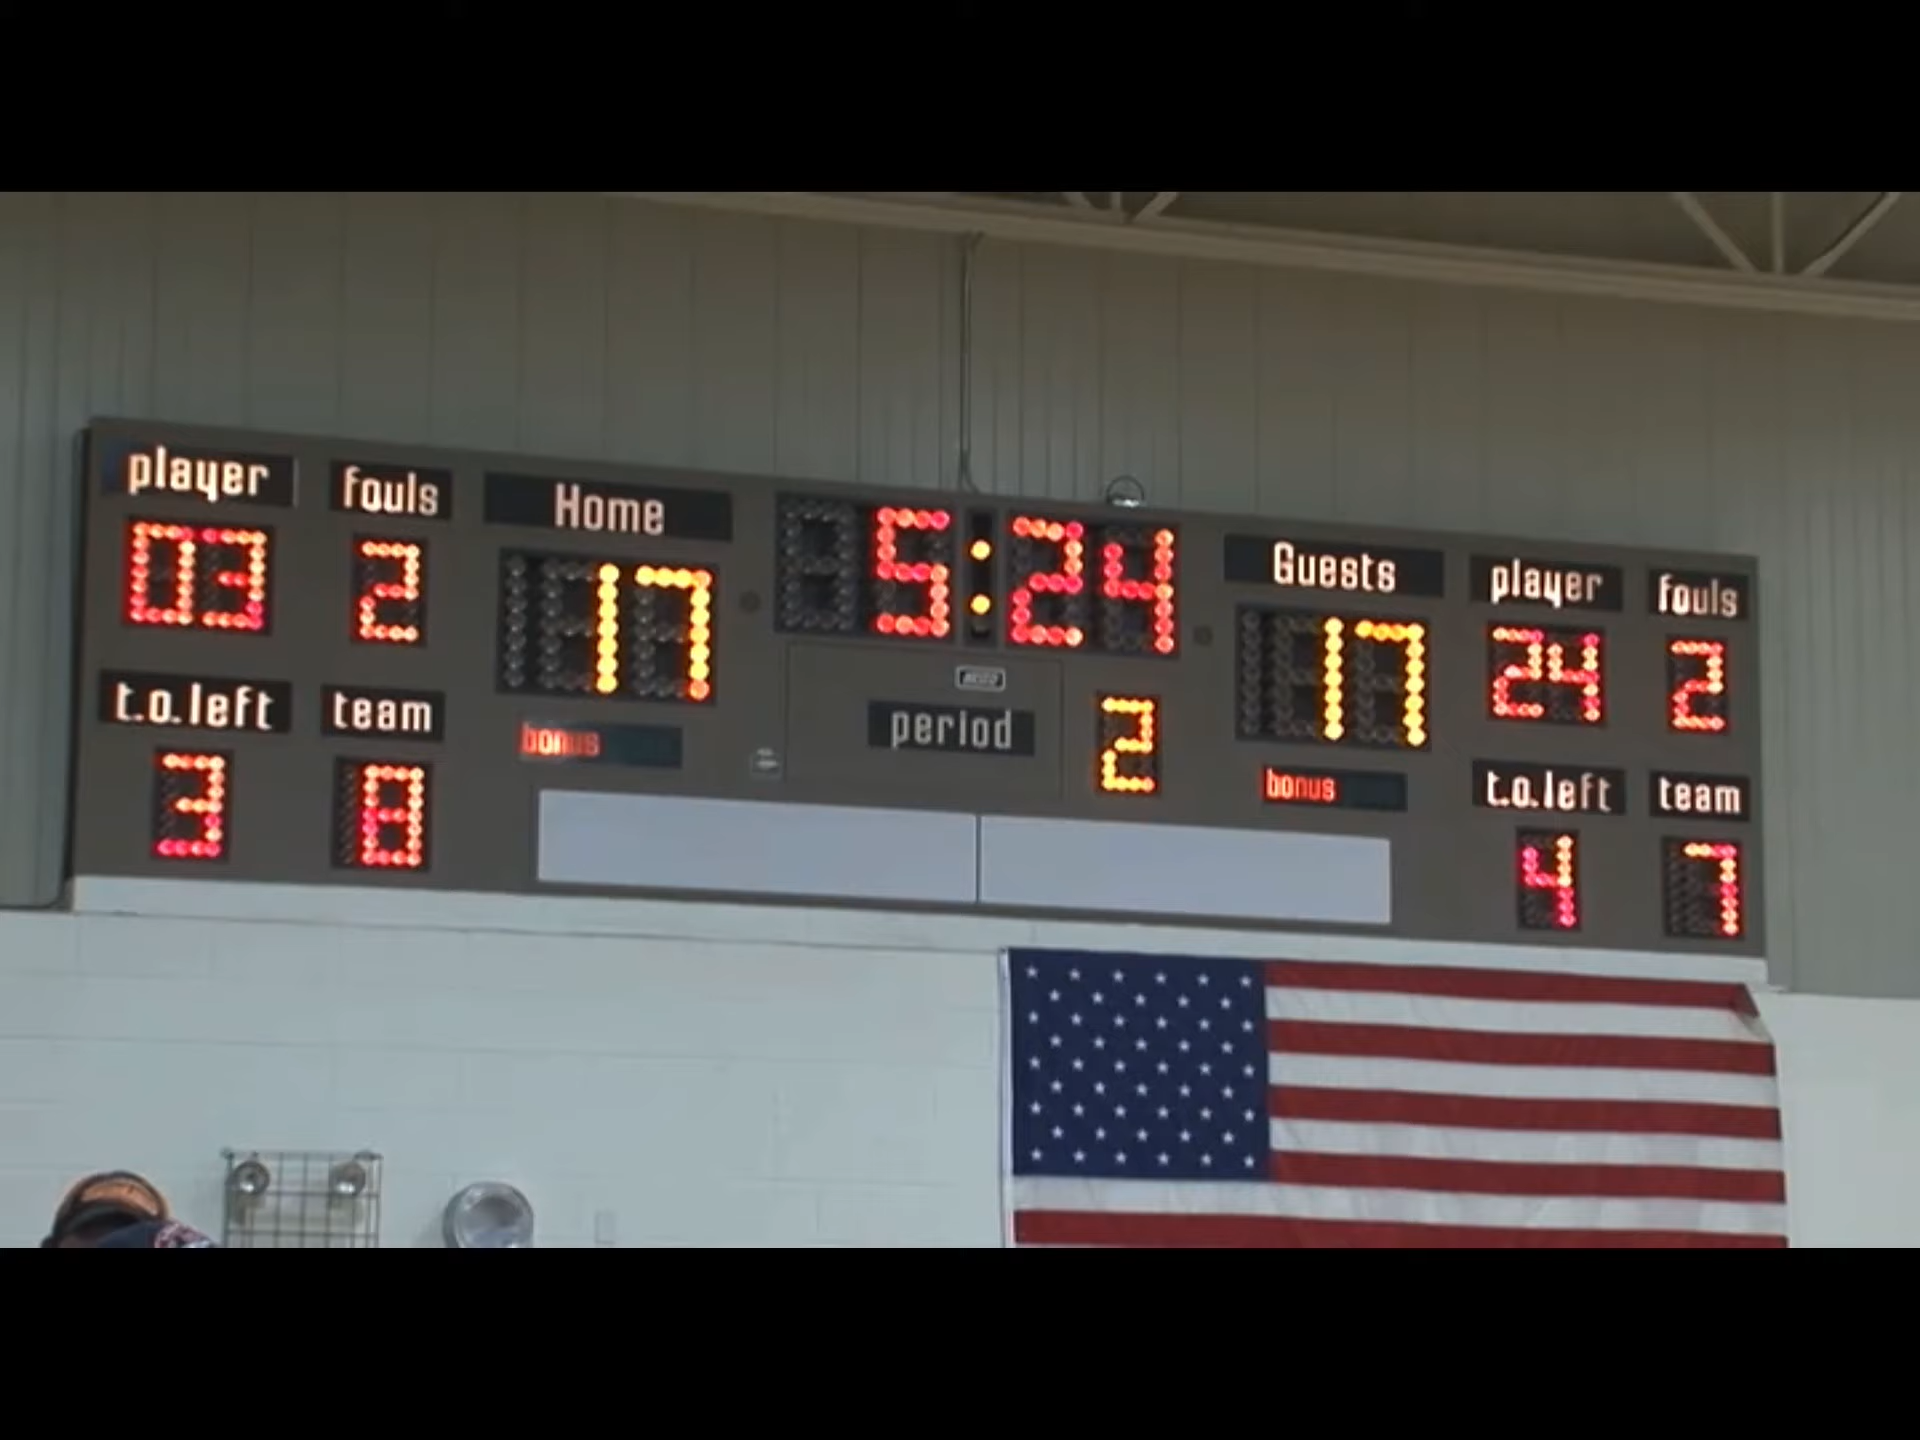 player fouls Home 5:24 Guests player fouls
03 2 17 17 24 2
t.o.left team bonus period 2 bonus t.o.left team
3 8 4 7